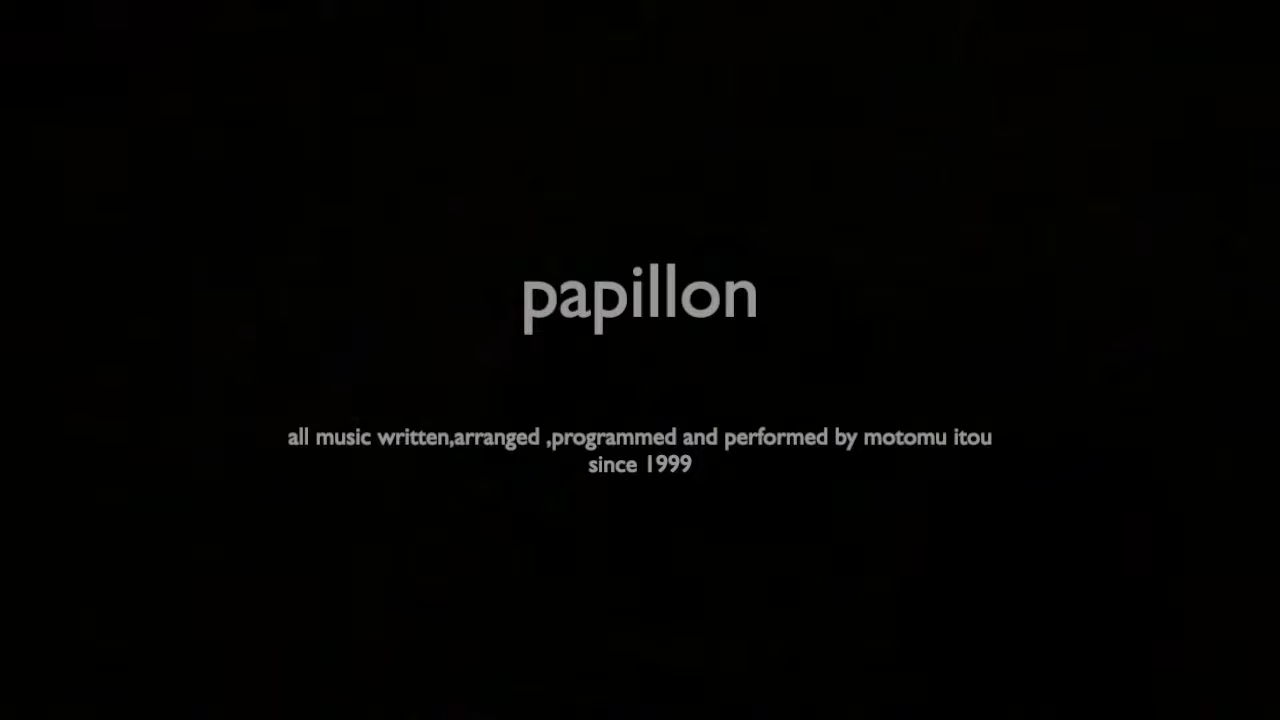 papillon
all music written,arranged ,programmed and performed by motomu itou
since 1999